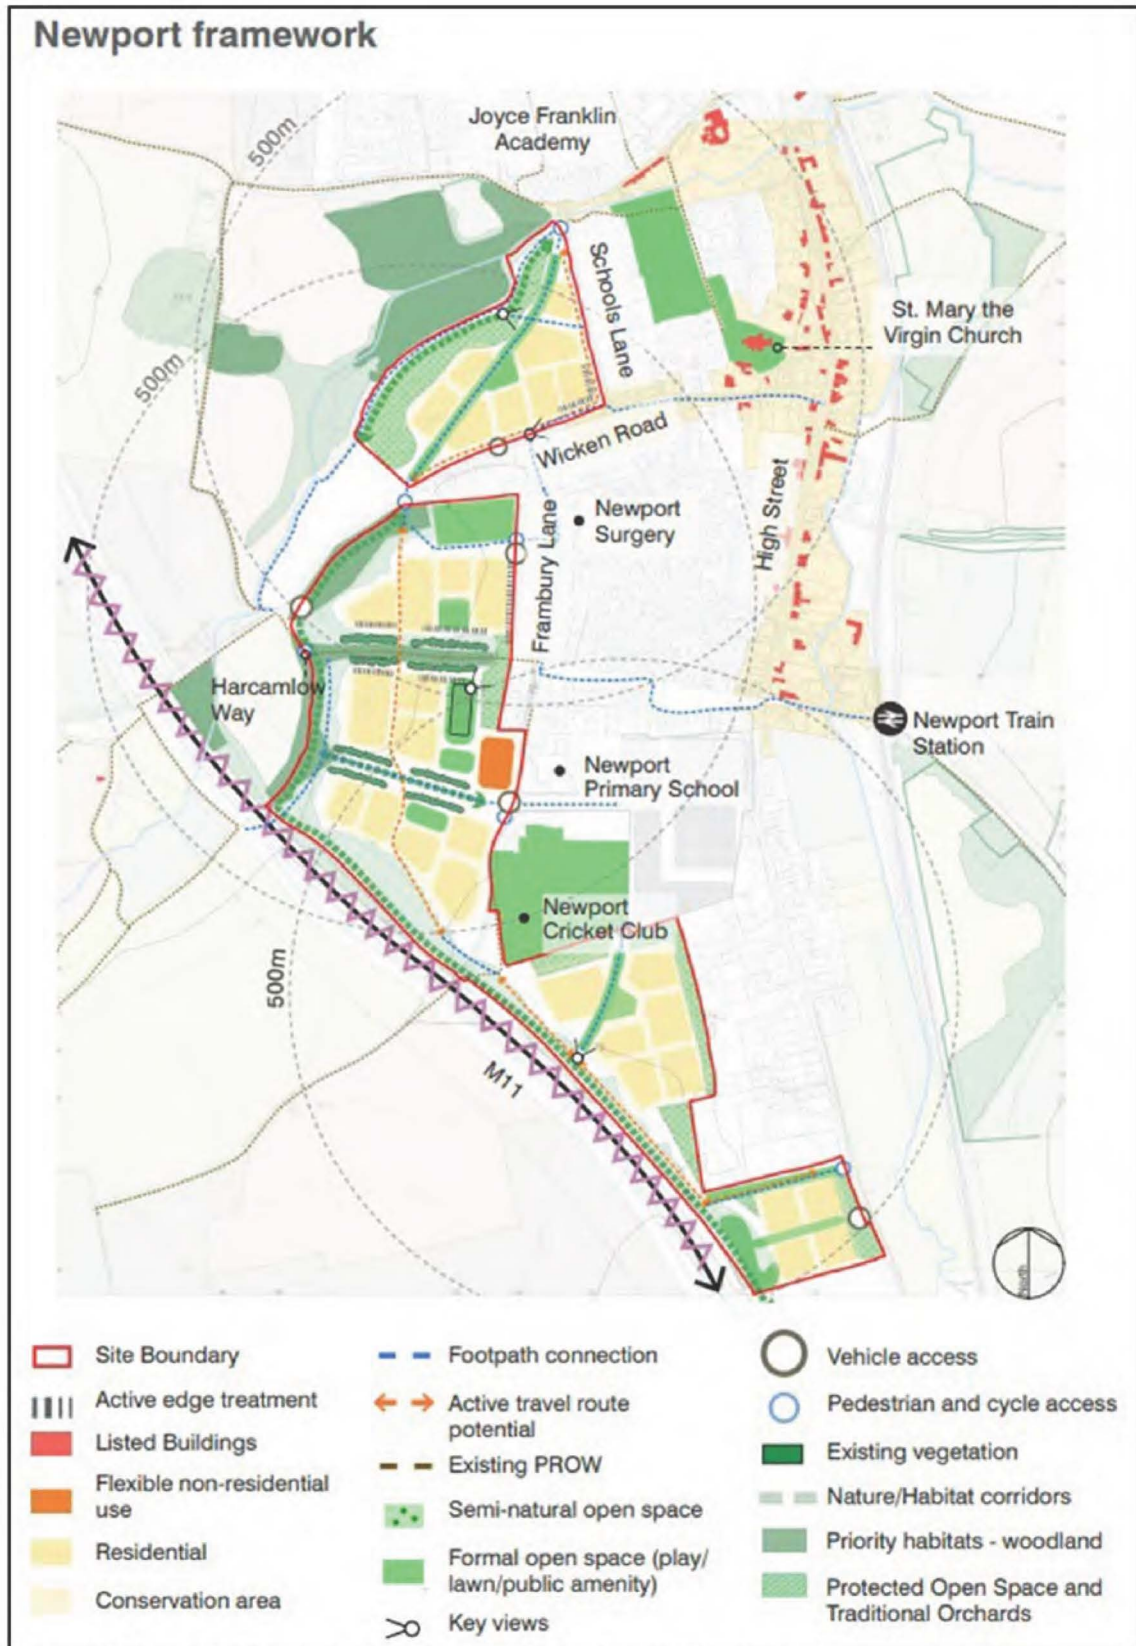 Newport framework
Joyce Franklin
Academy
500m
Schools Lane
St. Mary the
Virgin Church
500m
Wicken Road
High Street
Newport
Surgery
Frambury Lane
Harcamlow
Way
Newport Train
Station
Newport
Primary School
Newport
Cricket Club
500m
M11
North
Site Boundary
Active edge treatment
Listed Buildings
Flexible non-residential
use
Residential
Conservation area
Footpath connection
Active travel route
potential
Existing PROW
Semi-natural open space
Formal open space (play/
lawn/public amenity)
Key views
Vehicle access
Pedestrian and cycle access
Existing vegetation
Nature/Habitat corridors
Priority habitats - woodland
Protected Open Space and
Traditional Orchards